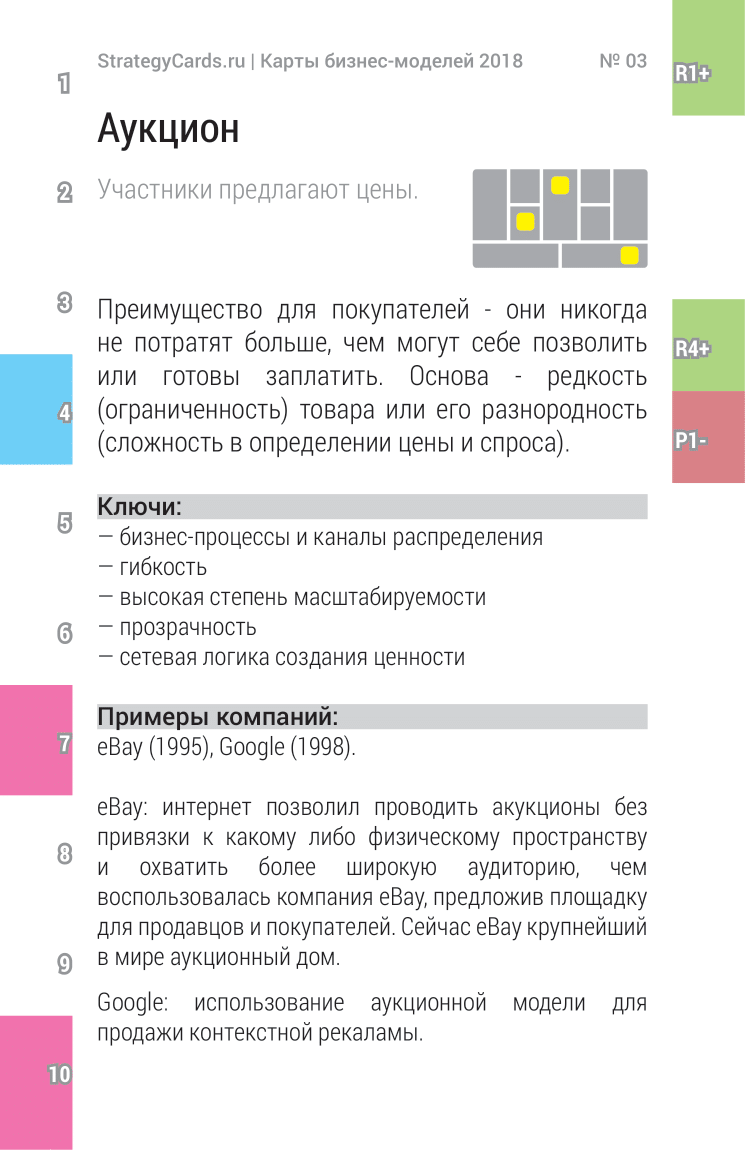 StrategyCards.ru | Карты бизнес-моделей 2018 № 03
R1+
1
Аукцион
2
Участники предлагают цены.
3
Преимущество для покупателей - они никогда
не потратят больше, чем могут себе позволить
R4+
или готовы заплатить. Основа - редкость
4
(ограниченность) товара или его разнородность
(сложность в определении цены и спроса).
P1-
Ключи:
5
— бизнес-процессы и каналы распределения
— гибкость
— высокая степень масштабируемости
6
— прозрачность
— сетевая логика создания ценности
Примеры компаний:
7
eBay (1995), Google (1998).
eBay: интернет позволил проводить акукционы без
привязки к какому либо физическому пространству
8
и охватить более широкую аудиторию, чем
воспользовалась компания eBay, предложив площадку
для продавцов и покупателей. Сейчас eBay крупнейший
9
в мире аукционный дом.
Google: использование аукционной модели для
продажи контекстной рекаламы.
10